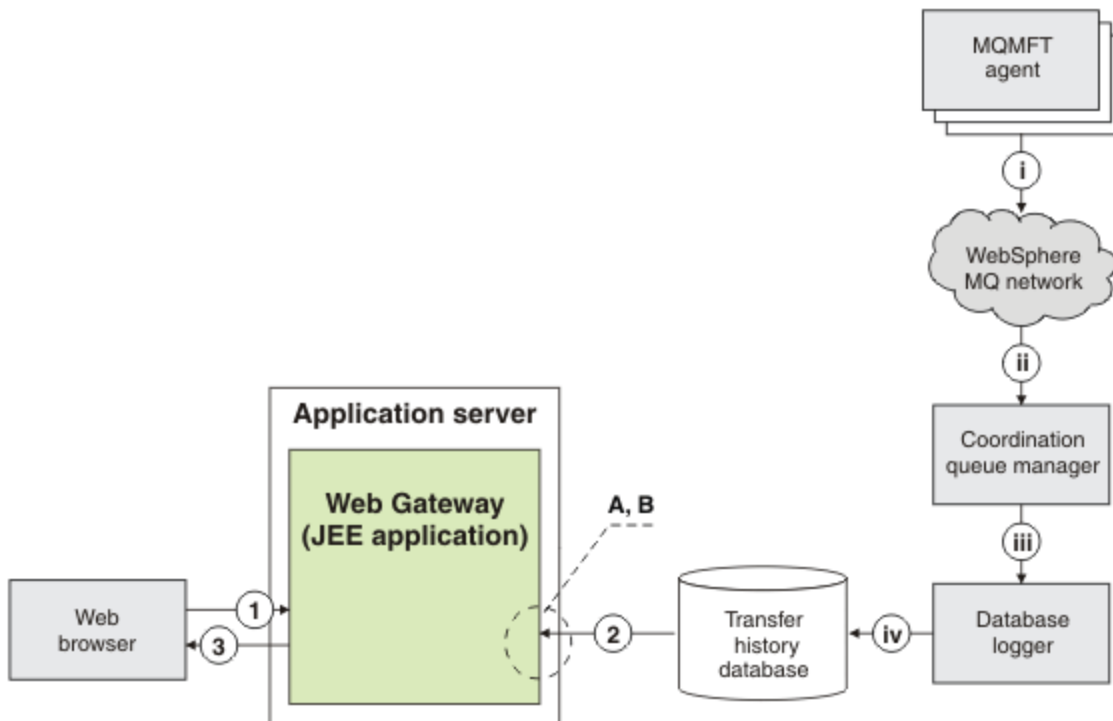 MQMFT
agent
i
WebSphere
MQ network
ii
Application server
Coordination
queue manager
Web Gateway
(JEE application)
A, B
iii
Web
browser
1
3
2
Transfer
history
database
iv
Database
logger